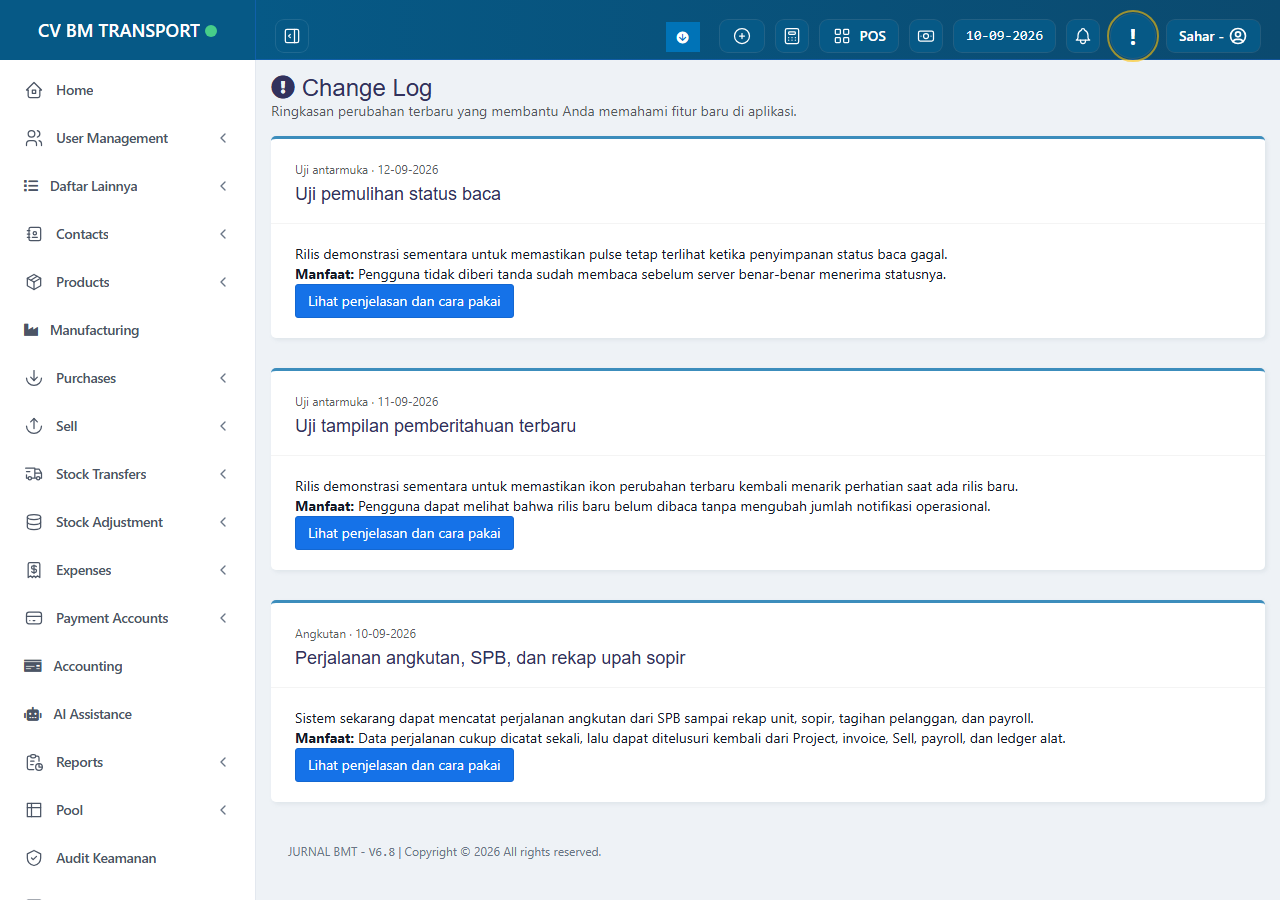 CV BM TRANSPORT
POS
10-09-2026
Sahar -
Home
User Management
Daftar Lainnya
Contacts
Products
Manufacturing
Purchases
Sell
Stock Transfers
Stock Adjustment
Expenses
Payment Accounts
Accounting
AI Assistance
Reports
Pool
Audit Keamanan
Change Log
Ringkasan perubahan terbaru yang membantu Anda memahami fitur baru di aplikasi.
Uji antarmuka · 12-09-2026
Uji pemulihan status baca
Rilis demonstrasi sementara untuk memastikan pulse tetap terlihat ketika penyimpanan status baca gagal.
Manfaat: Pengguna tidak diberi tanda sudah membaca sebelum server benar-benar menerima statusnya.
Lihat penjelasan dan cara pakai
Uji antarmuka · 11-09-2026
Uji tampilan pemberitahuan terbaru
Rilis demonstrasi sementara untuk memastikan ikon perubahan terbaru kembali menarik perhatian saat ada rilis baru.
Manfaat: Pengguna dapat melihat bahwa rilis baru belum dibaca tanpa mengubah jumlah notifikasi operasional.
Lihat penjelasan dan cara pakai
Angkutan · 10-09-2026
Perjalanan angkutan, SPB, dan rekap upah sopir
Sistem sekarang dapat mencatat perjalanan angkutan dari SPB sampai rekap unit, sopir, tagihan pelanggan, dan payroll.
Manfaat: Data perjalanan cukup dicatat sekali, lalu dapat ditelusuri kembali dari Project, invoice, Sell, payroll, dan ledger alat.
Lihat penjelasan dan cara pakai
JURNAL BMT - V6.8 | Copyright © 2026 All rights reserved.